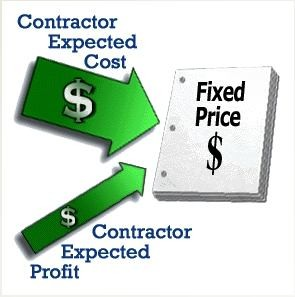 Contractor
Expected
Cost
$
Fixed
Price
$
$
Contractor
Expected
Profit